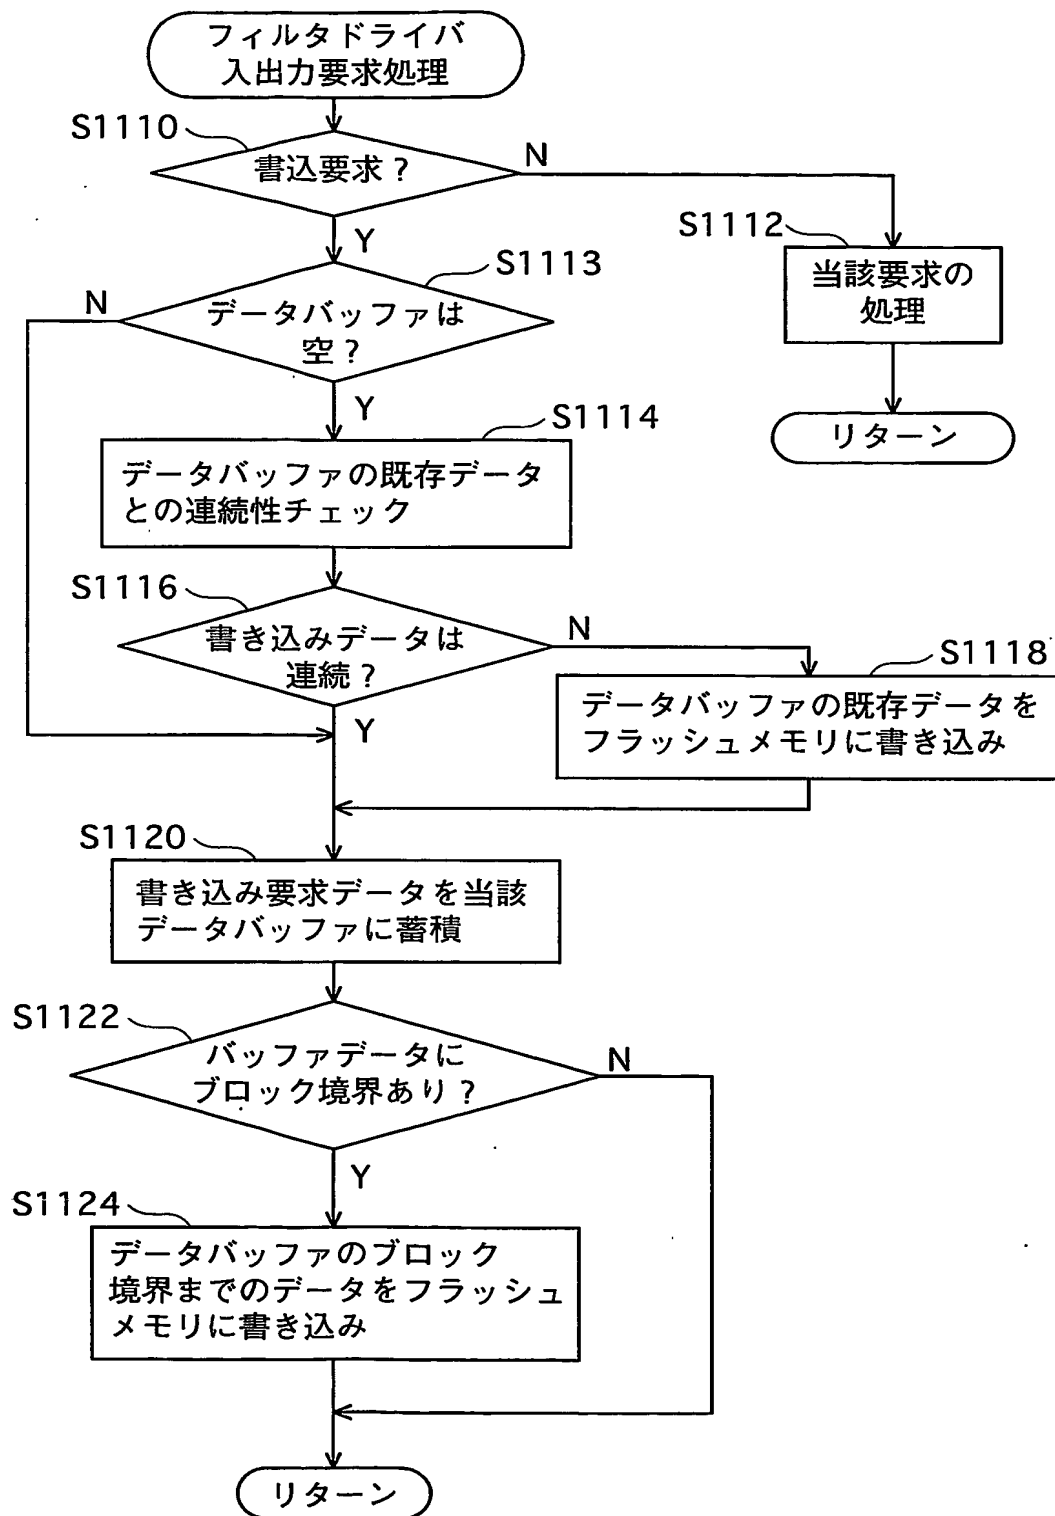 フィルタドライバ
入出力要求処理
S1110
書込要求？
N
Y
S1112
当該要求の
処理
リターン
S1113
N
データバッファは
空？
Y
S1114
データバッファの既存データ
との連続性チェック
S1116
書き込みデータは
連続？
N
Y
S1118
データバッファの既存データを
フラッシュメモリに書き込み
S1120
書き込み要求データを当該
データバッファに蓄積
S1122
バッファデータに
ブロック境界あり？
N
Y
S1124
データバッファのブロック
境界までのデータをフラッシュ
メモリに書き込み
リターン